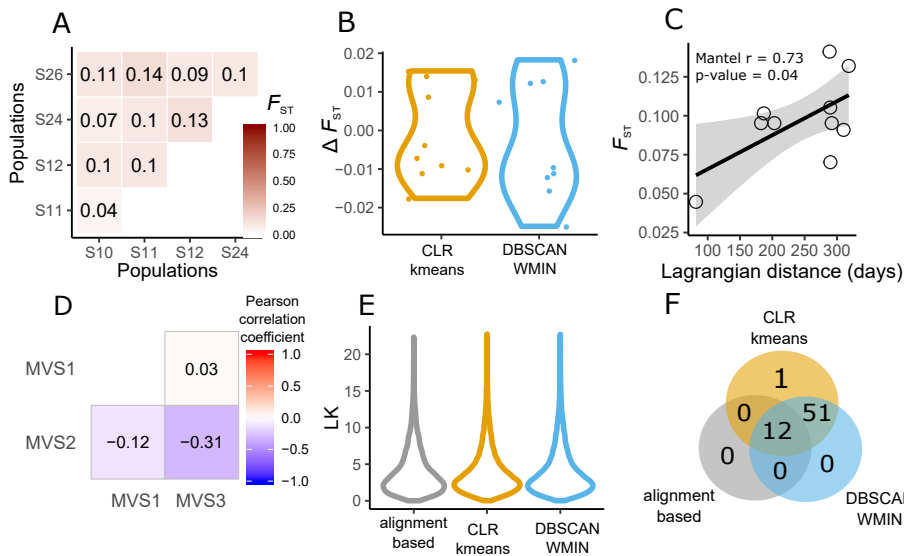 A
Populations
S26
S24
S12
S11
0.11 0.14 0.09 0.1
0.07 0.1 0.13
0.1 0.1
0.04
S10 S11 S12 S24
Populations
FST
1.00
0.75
0.50
0.25
0.00
B
Δ FST
0.02
0.01
0.00
−0.01
−0.02
CLR
kmeans
DBSCAN
WMIN
C
Mantel r = 0.73
p-value = 0.04
FST
0.125
0.100
0.075
0.050
0.025
100 150 200 250 300
Lagrangian distance (days)
D
Pearson
correlation
coefficient
1.0
0.5
0.0
−0.5
−1.0
MVS1
MVS2
0.03
−0.12 −0.31
MVS1 MVS3
E
LK
20
15
10
5
0
alignment
based
CLR
kmeans
DBSCAN
WMIN
F
CLR
kmeans
1
0 51
12
0 0 0
alignment
based
DBSCAN
WMIN